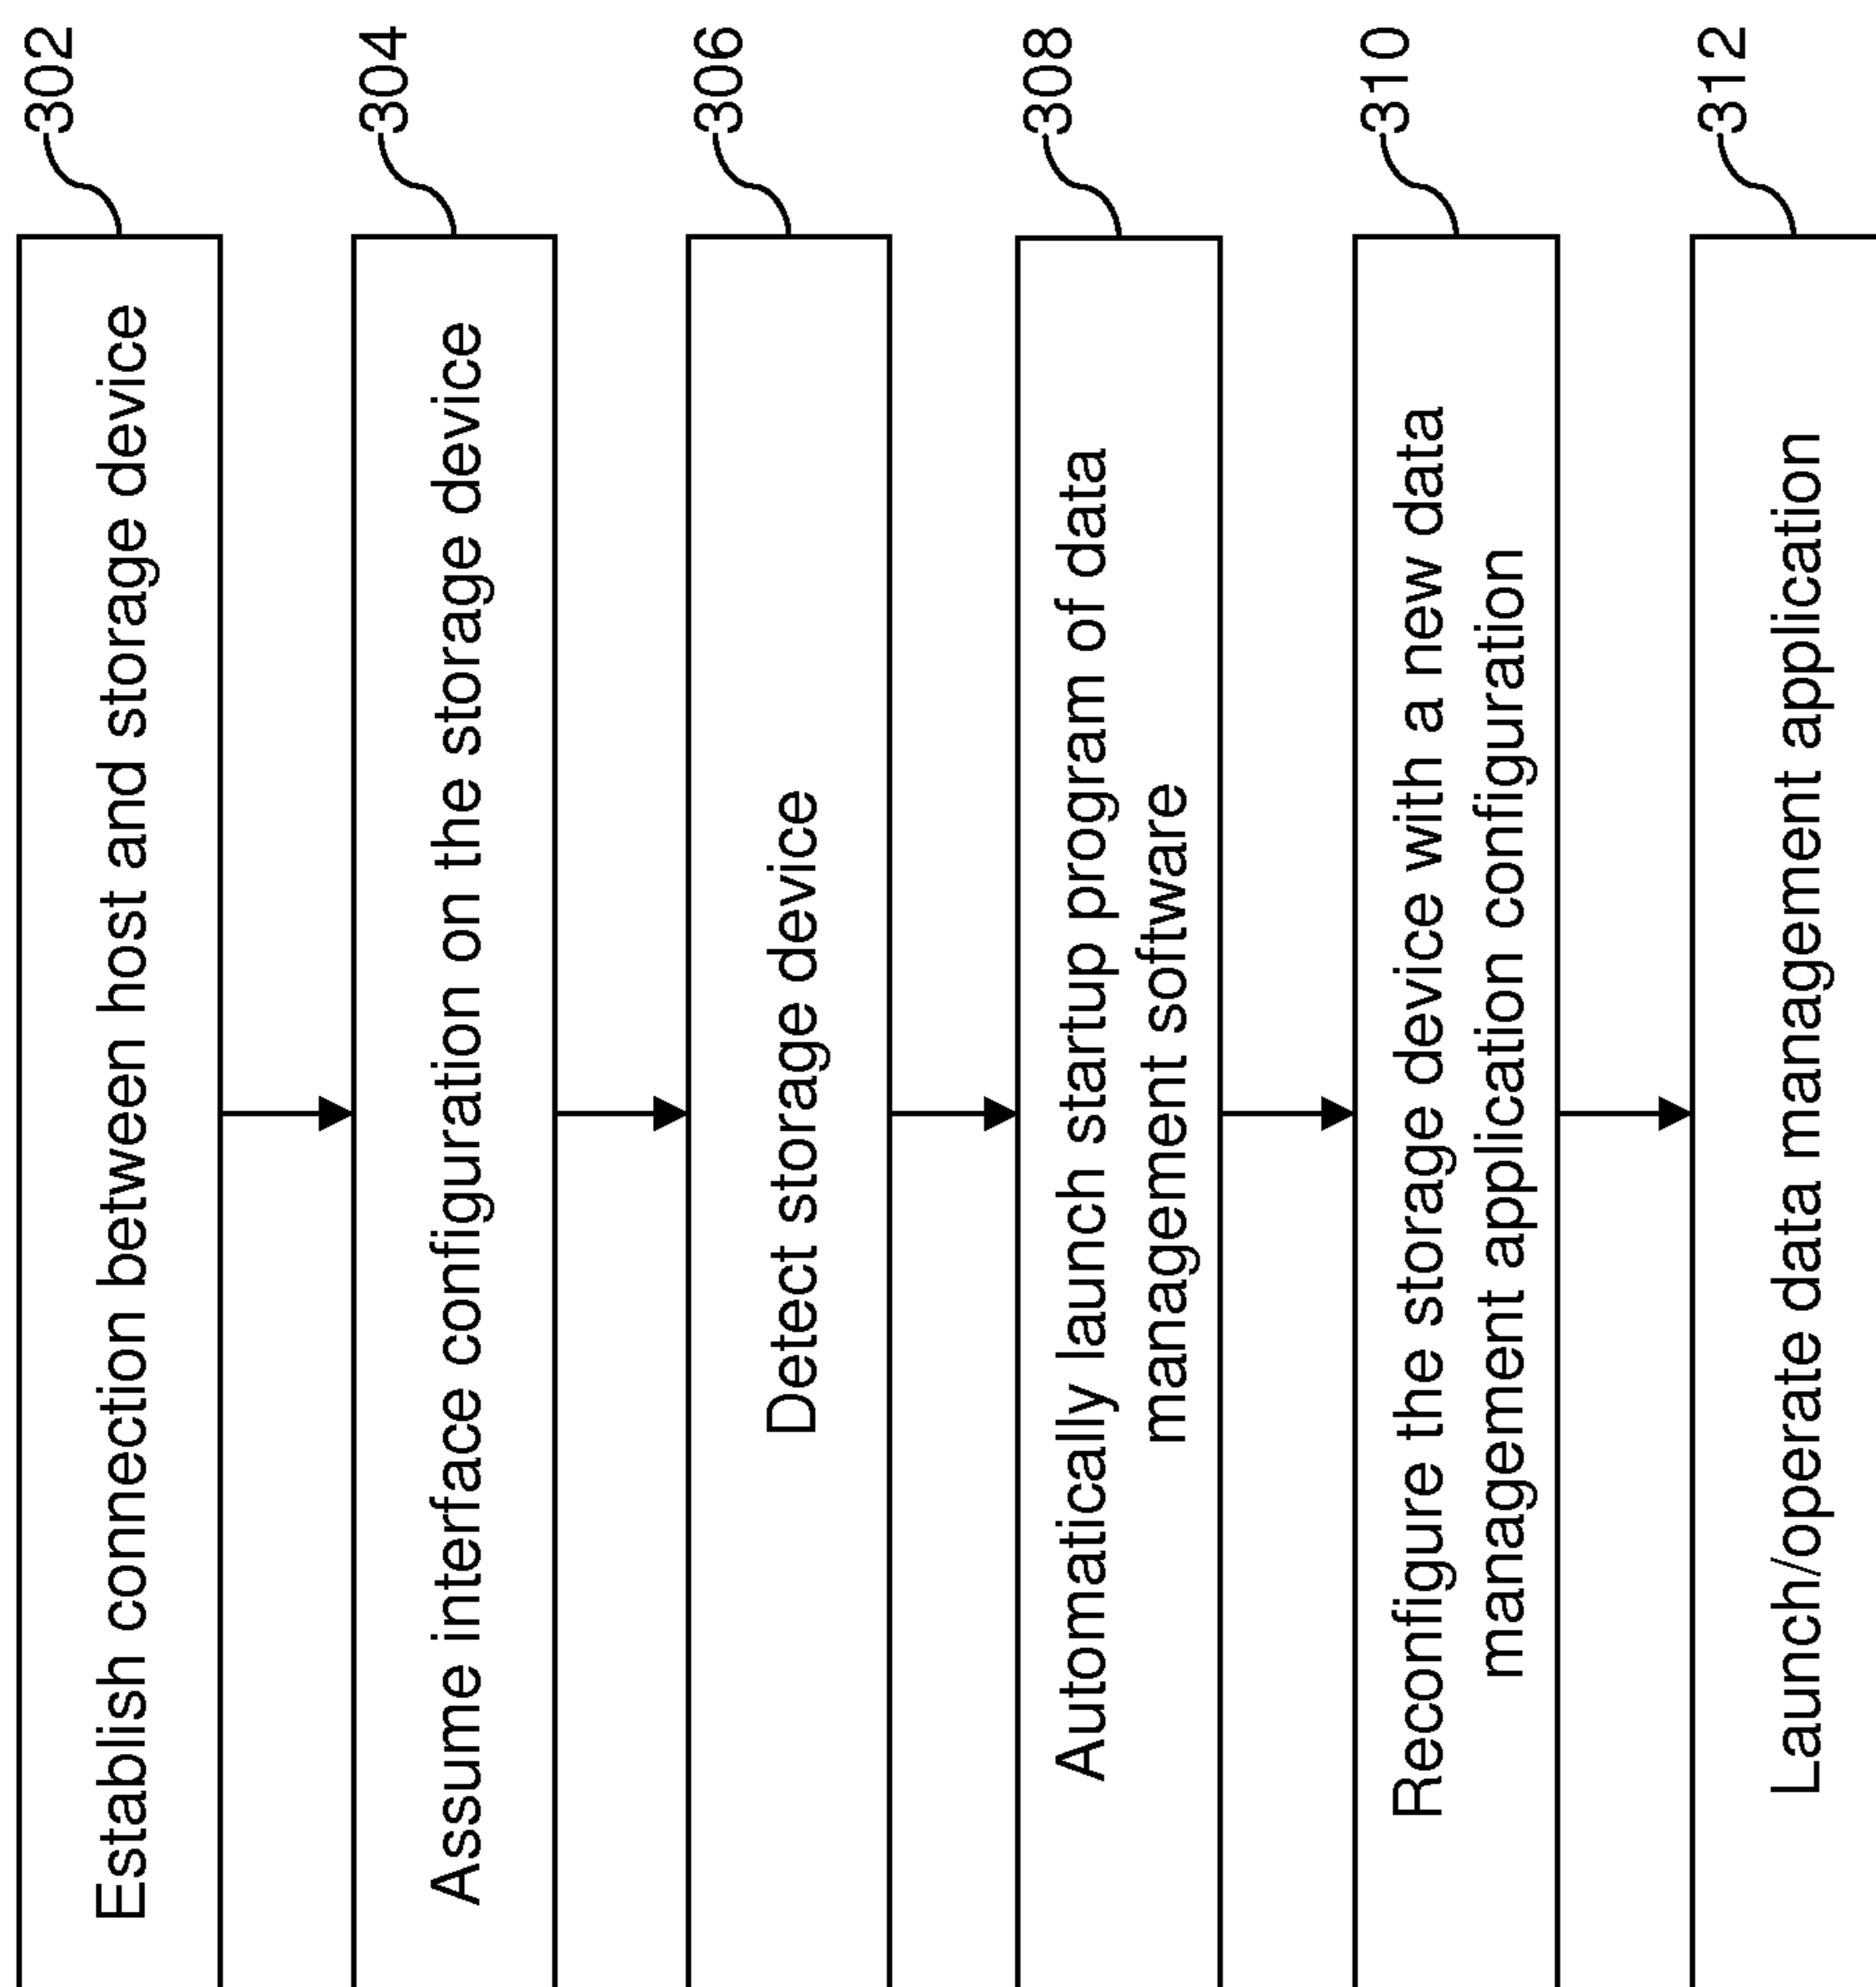 Establish connection between host and storage device
302
Assume interface configuration on the storage device
304
Detect storage device
306
Automatically launch startup program of data
management software
308
Reconfigure the storage device with a new data
management application configuration
310
Launch/operate data management application
312